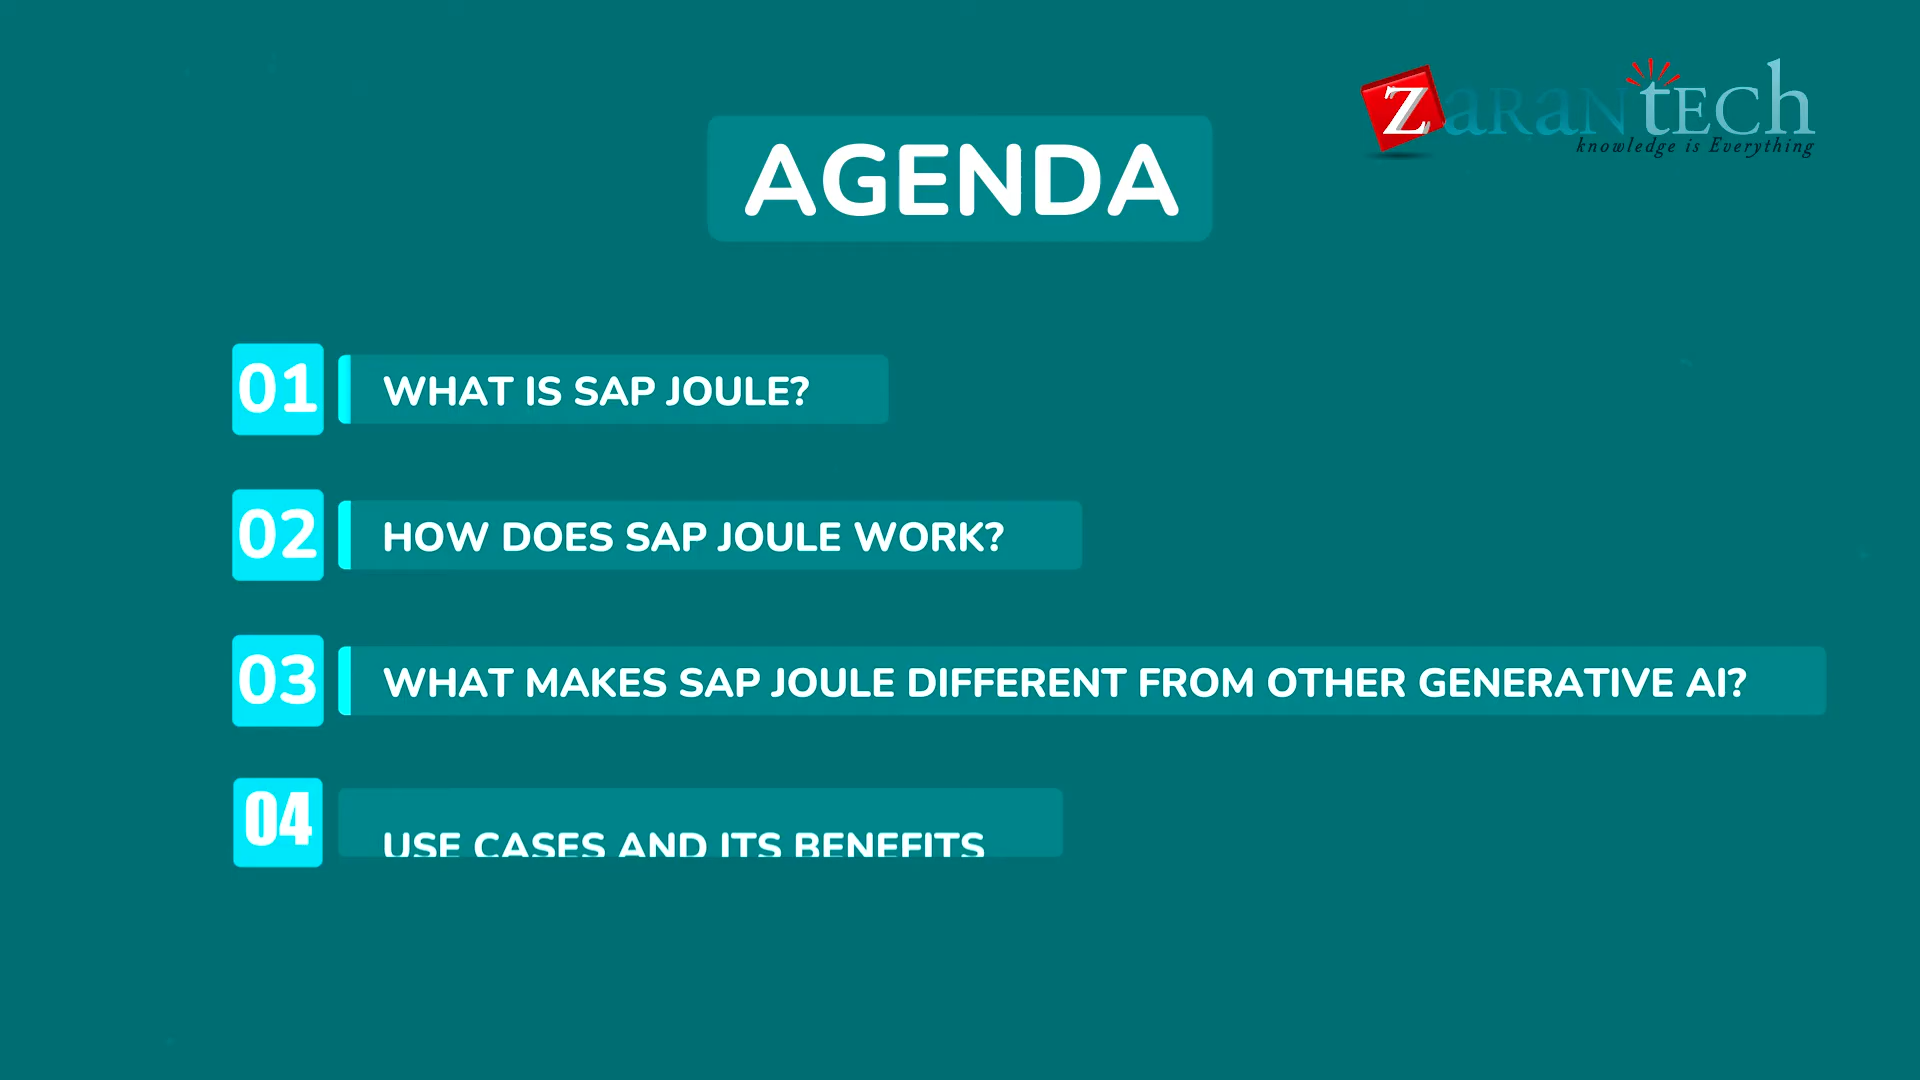 ZaranTech
knowledge is Everything
AGENDA
01
WHAT IS SAP JOULE?
02
HOW DOES SAP JOULE WORK?
03
WHAT MAKES SAP JOULE DIFFERENT FROM OTHER GENERATIVE AI?
04
USE CASES AND ITS BENEFITS